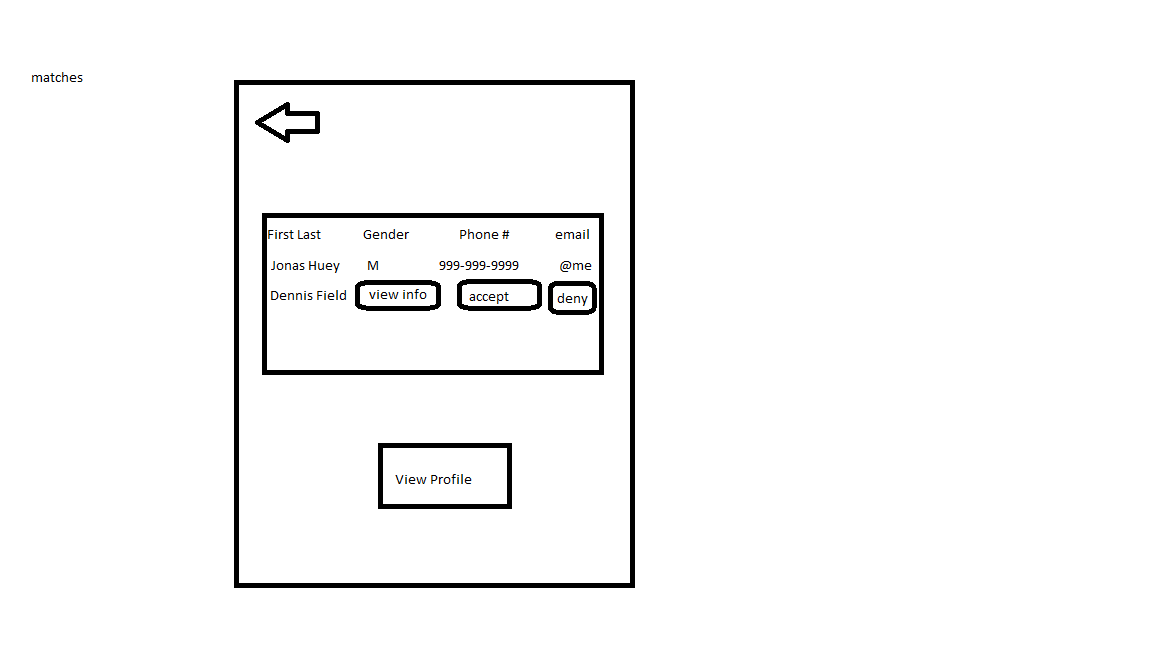 matches
First Last Gender Phone # email
Jonas Huey M 999-999-9999 @me
Dennis Field view info accept deny
View Profile